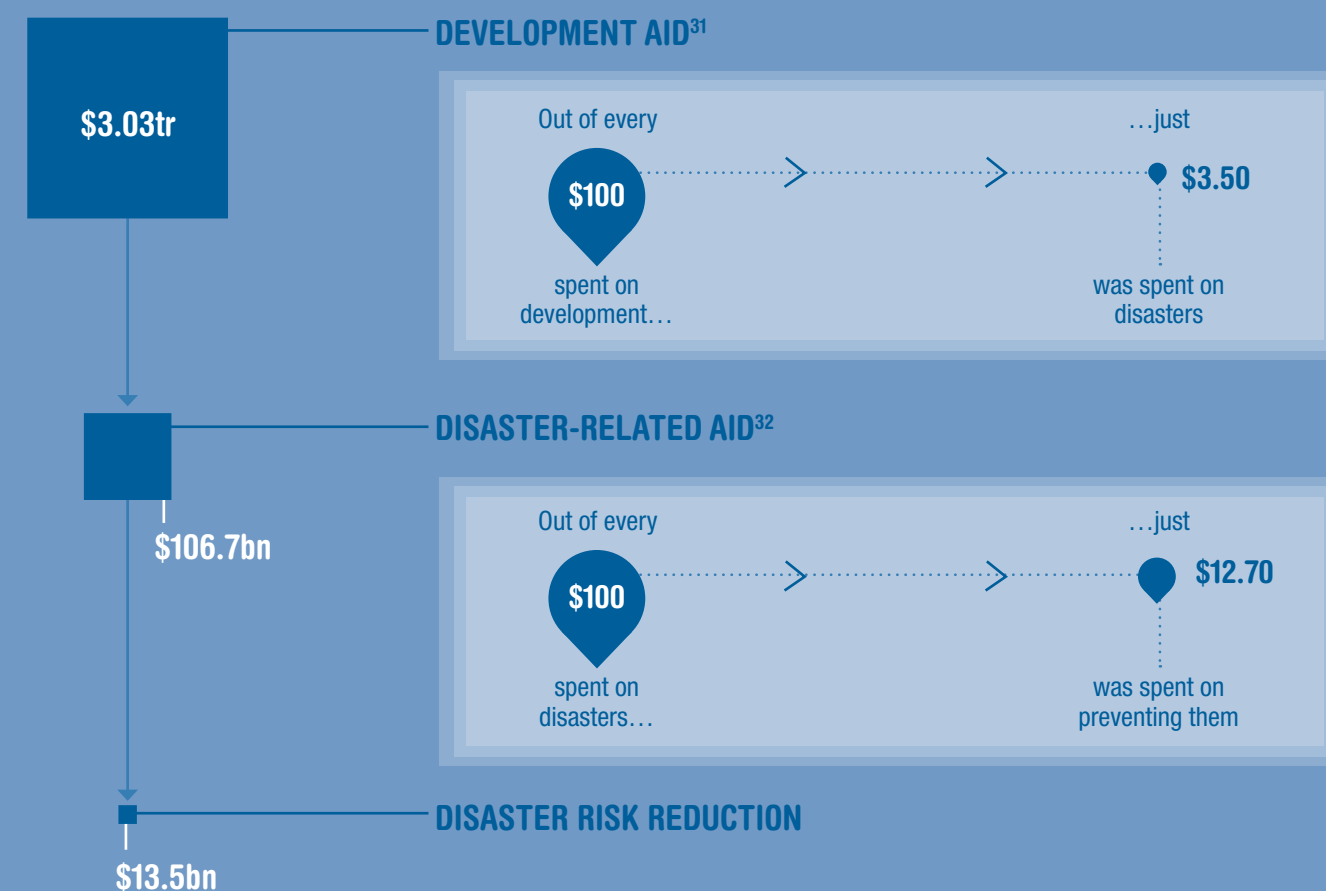 DEVELOPMENT AID³¹
$3.03tr
Out of every
…just
$100
$3.50
spent on
development…
was spent on
disasters
DISASTER-RELATED AID³²
$106.7bn
Out of every
…just
$100
$12.70
spent on
disasters…
was spent on
preventing them
DISASTER RISK REDUCTION
$13.5bn